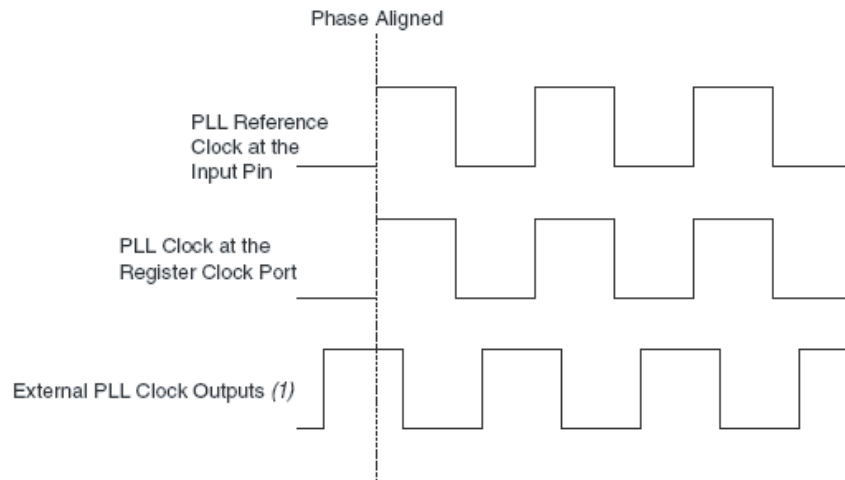 Phase Aligned
PLL Reference
Clock at the
Input Pin
PLL Clock at the
Register Clock Port
External PLL Clock Outputs (1)